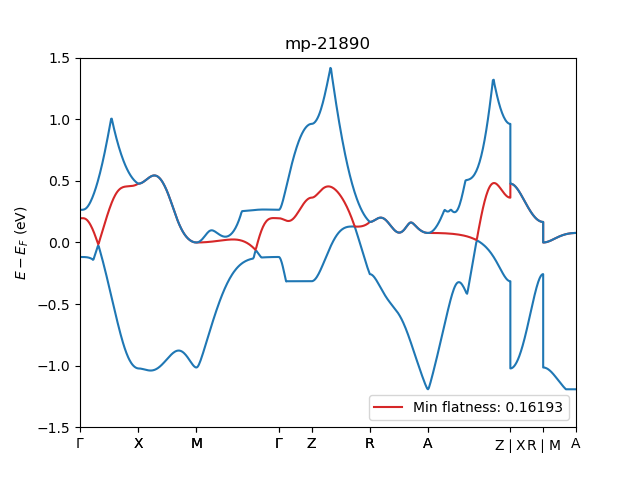 mp-21890
E − E_F (eV)
1.5
1.0
0.5
0.0
−0.5
−1.0
−1.5
Min flatness: 0.16193
Γ X M Γ Z R A Z | X R | M A